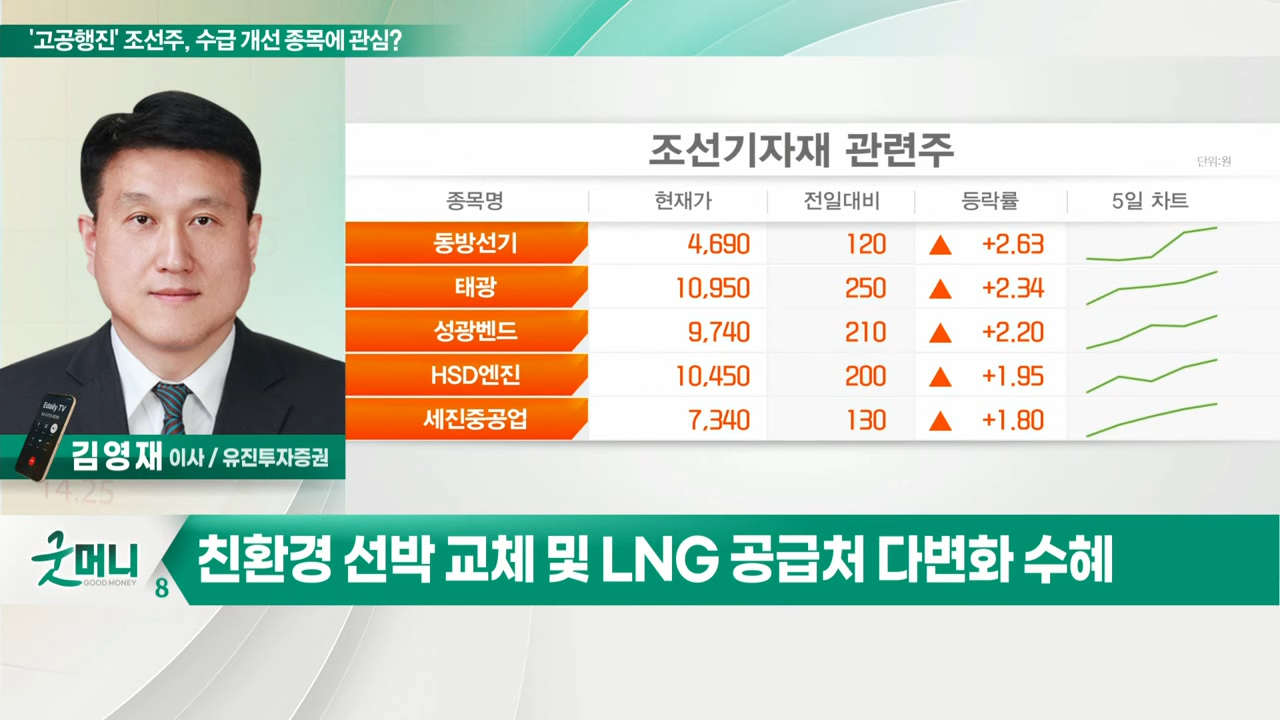 '고공행진' 조선주, 수급 개선 종목에 관심?
조선기자재 관련주
단위:원
종목명 현재가 전일대비 등락률 5일 차트
동방선기 4,690 120 ▲ +2.63
태광 10,950 250 ▲ +2.34
성광벤드 9,740 210 ▲ +2.20
HSD엔진 10,450 200 ▲ +1.95
세진중공업 7,340 130 ▲ +1.80
Edaily TV
김영재 이사 / 유진투자증권
14.25
굿머니
GOOD MONEY
8
친환경 선박 교체 및 LNG 공급처 다변화 수혜